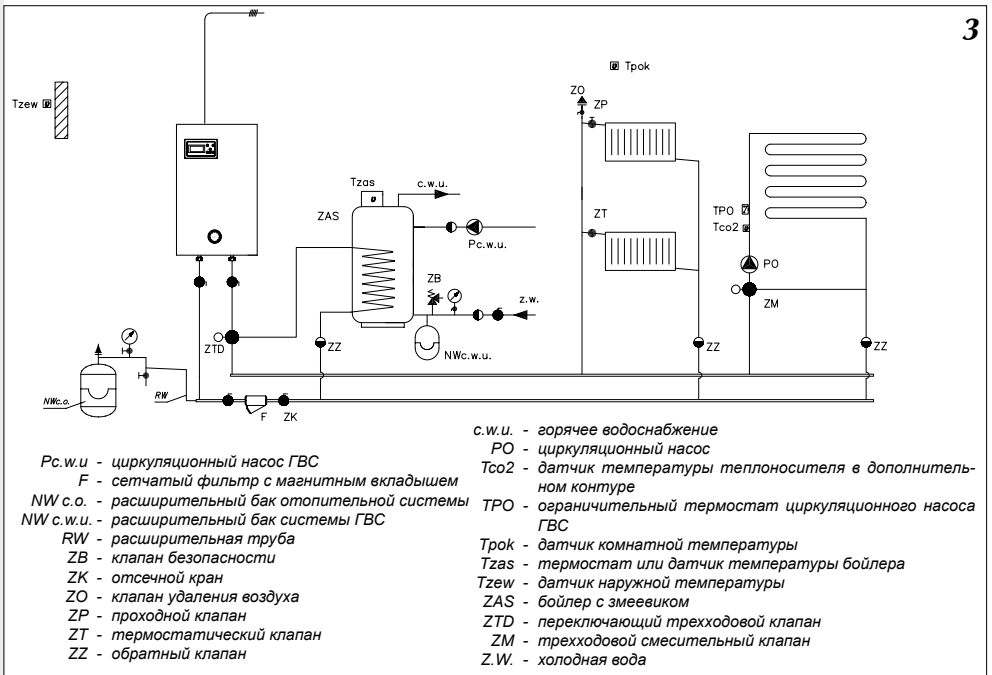 3
Tpok
Tzew
ZO
ZP
c.w.u.
Tzas
ZAS
Pc.w.u.
ZT
TPO
Tco2
PO
ZB
z.w.
ZM
ZTD
ZZ
NWc.w.u.
ZZ
ZZ
NWc.o.
RW
F
ZK
Pc.w.u - циркуляционный насос ГВС
F - сетчатый фильтр с магнитным вкладышем
NW c.o. - расширительный бак отопительной системы
NW c.w.u. - расширительный бак системы ГВС
RW - расширительная труба
ZB - клапан безопасности
ZK - отсечной кран
ZO - клапан удаления воздуха
ZP - проходной клапан
ZT - термостатический клапан
ZZ - обратный клапан
c.w.u. - горячее водоснабжение
PO - циркуляционный насос
Tco2 - датчик температуры теплоносителя в дополнитель-
ном контуре
TPO - ограничительный термостат циркуляционного насоса
ГВС
Tpok - датчик комнатной температуры
Tzas - термостат или датчик температуры бойлера
Tzew - датчик наружной температуры
ZAS - бойлер с змеевиком
ZTD - переключающий трехходовой клапан
ZM - трехходовой смесительный клапан
Z.W. - холодная вода